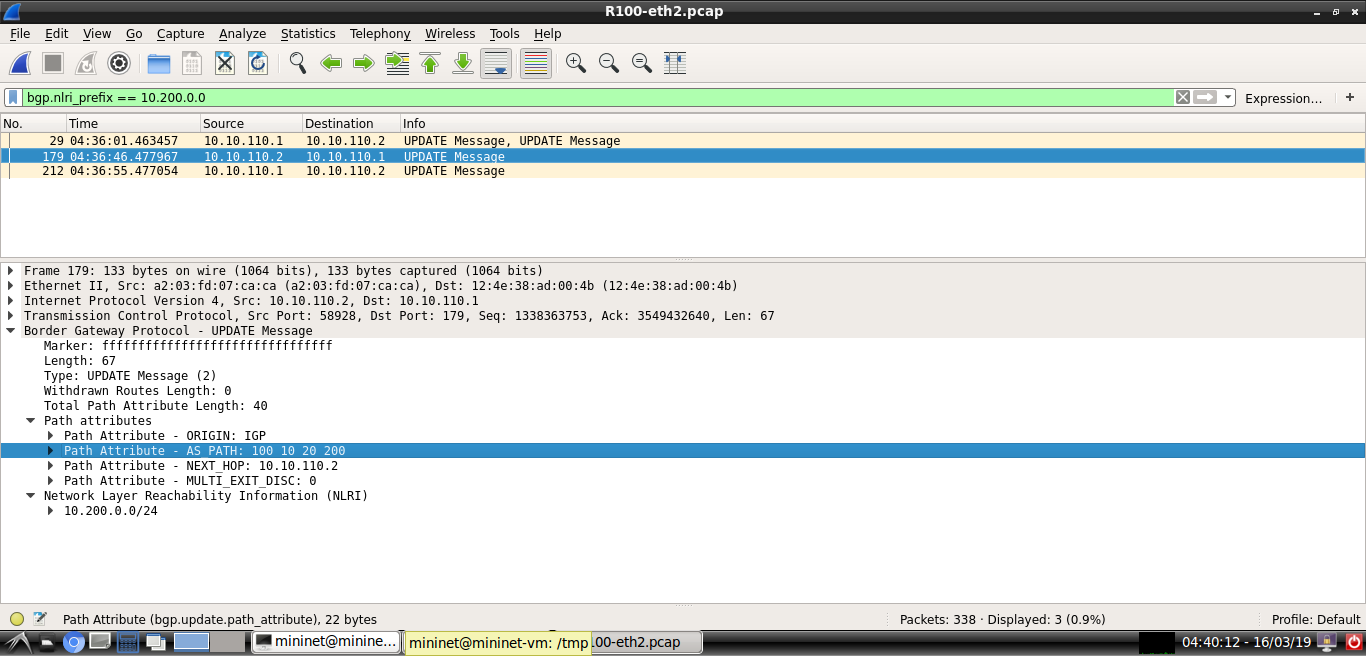 R100-eth2.pcap
File Edit View Go Capture Analyze Statistics Telephony Wireless Tools Help
bgp.nlri_prefix == 10.200.0.0 Expression… +
No. Time Source Destination Info
29 04:36:01.463457 10.10.110.1 10.10.110.2 UPDATE Message, UPDATE Message
179 04:36:46.477967 10.10.110.2 10.10.110.1 UPDATE Message
212 04:36:55.477054 10.10.110.1 10.10.110.2 UPDATE Message
Frame 179: 133 bytes on wire (1064 bits), 133 bytes captured (1064 bits)
Ethernet II, Src: a2:03:fd:07:ca:ca (a2:03:fd:07:ca:ca), Dst: 12:4e:38:ad:00:4b (12:4e:38:ad:00:4b)
Internet Protocol Version 4, Src: 10.10.110.2, Dst: 10.10.110.1
Transmission Control Protocol, Src Port: 58928, Dst Port: 179, Seq: 1338363753, Ack: 3549432640, Len: 67
Border Gateway Protocol - UPDATE Message
Marker: ffffffffffffffffffffffffffffffff
Length: 67
Type: UPDATE Message (2)
Withdrawn Routes Length: 0
Total Path Attribute Length: 40
Path attributes
Path Attribute - ORIGIN: IGP
Path Attribute - AS PATH: 100 10 20 200
Path Attribute - NEXT_HOP: 10.10.110.2
Path Attribute - MULTI_EXIT_DISC: 0
Network Layer Reachability Information (NLRI)
10.200.0.0/24
Path Attribute (bgp.update.path_attribute), 22 bytes Packets: 338 · Displayed: 3 (0.9%) Profile: Default
mininet@minine... mininet@mininet-vm: /tmp 00-eth2.pcap 04:40:12 - 16/03/19